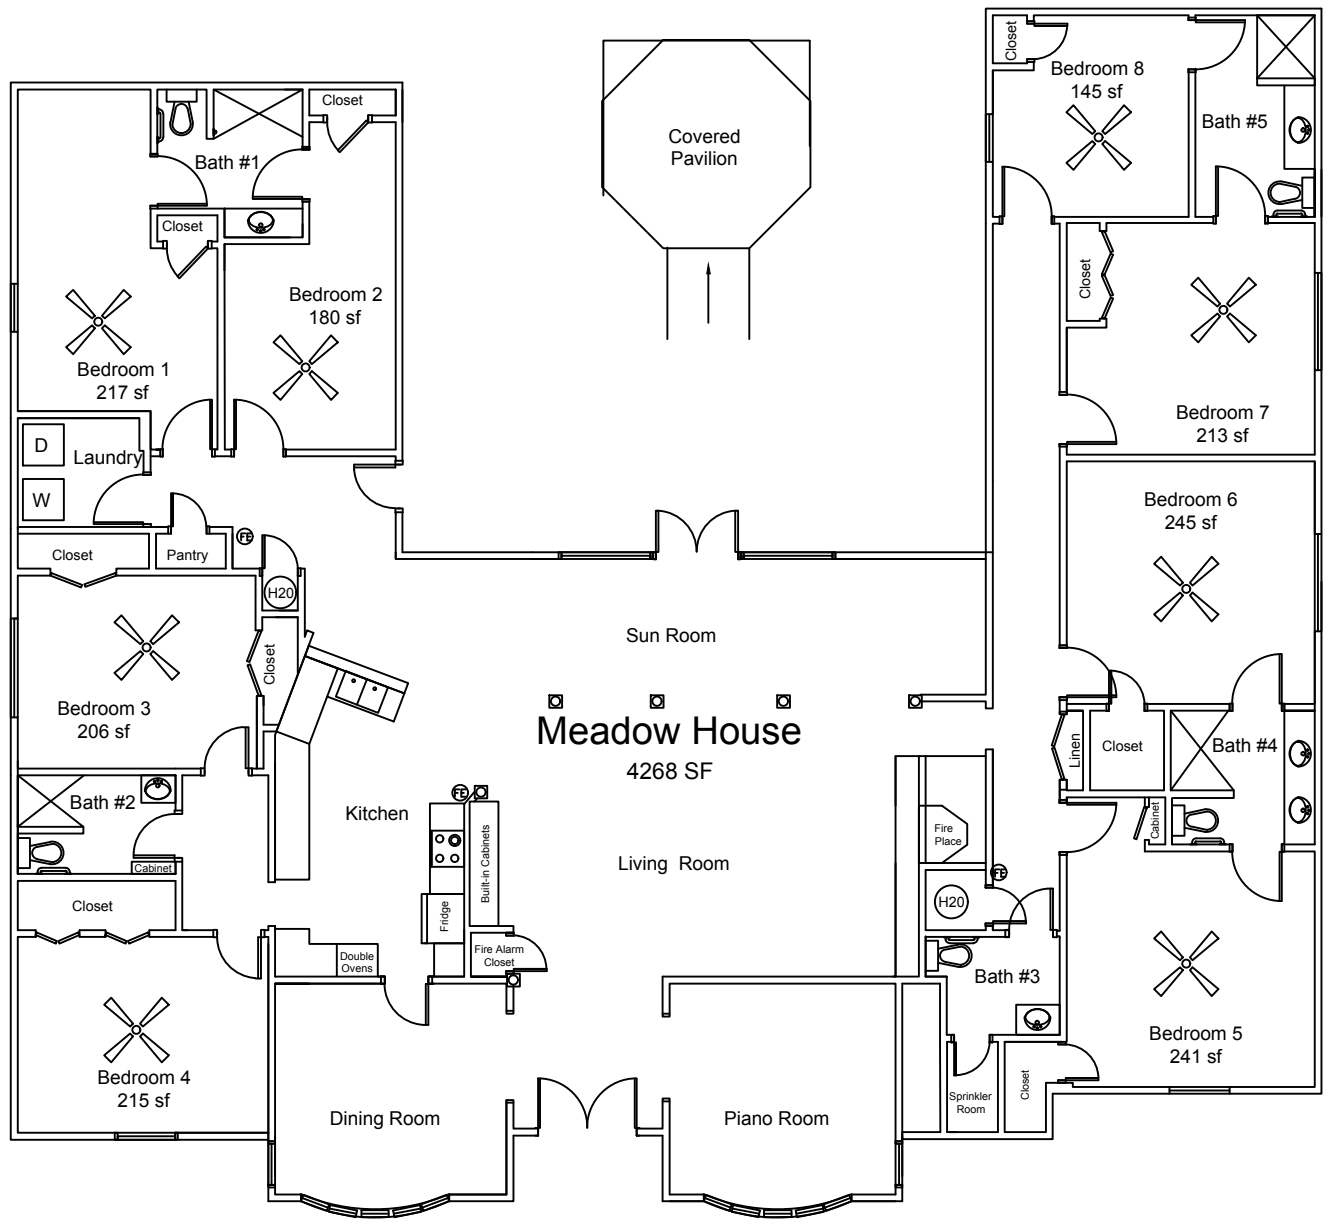 Closet
Bedroom 8
145 sf
Bath #5
Covered
Pavilion
Closet
Bath #1
Closet
Closet
Bedroom 2
180 sf
Bedroom 1
217 sf
Bedroom 7
213 sf
D
Laundry
W
Bedroom 6
245 sf
FE
Closet
Pantry
H20
Sun Room
Closet
Bedroom 3
206 sf
Meadow House
4268 SF
Linen
Closet
Bath #4
Bath #2
FE
Kitchen
Cabinet
Fire
Place
Built-in Cabinets
Living Room
Cabinet
FE
Closet
H20
Fridge
Double
Ovens
Fire Alarm
Closet
Bath #3
Bedroom 5
241 sf
Bedroom 4
215 sf
Closet
Sprinkler
Room
Dining Room
Piano Room